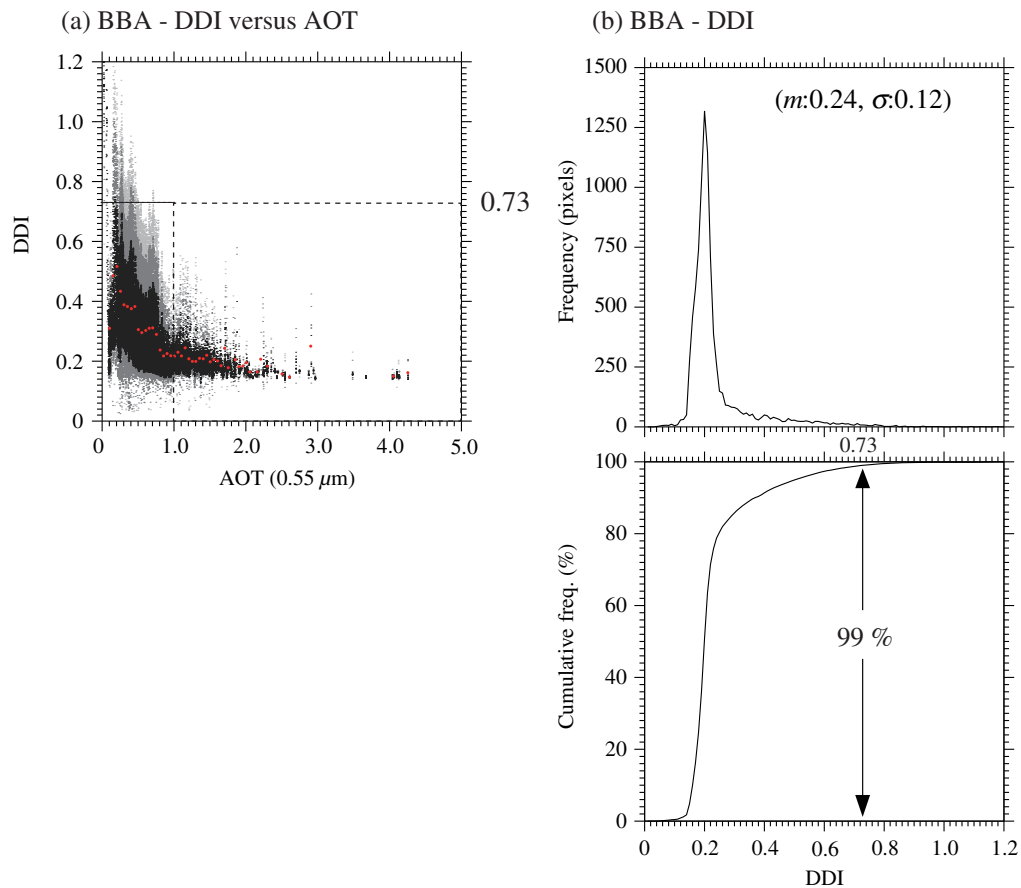 (a) BBA - DDI versus AOT
1.2
1.0
0.8
0.6
0.4
0.2
0
DDI
0.73
0 1.0 2.0 3.0 4.0 5.0
AOT (0.55 μm)
(b) BBA - DDI
1500
1250
1000
750
500
250
0
Frequency (pixels)
(m:0.24, σ:0.12)
0.73
100
80
60
40
20
0
Cumulative freq. (%)
99 %
0 0.2 0.4 0.6 0.8 1.0 1.2
DDI